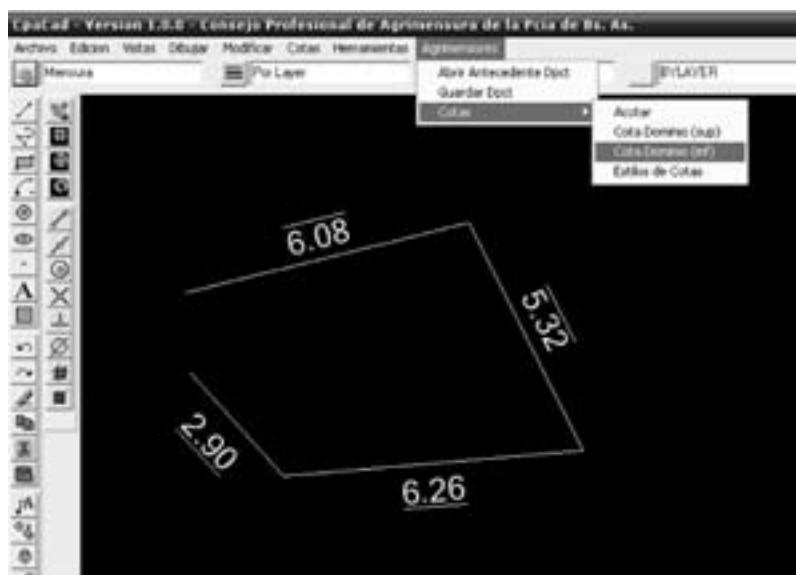 CpaCad - Version 1.0.0 - Consejo Profesional de Agrimensura de la Pcia de Bs. As.
Archivo Edicion Vistas Dibujar Modificar Cotas Herramientas Agrimensores
Mensura Por Layer BYLAYER
Abrir Antecedente Dpct
Guardar Dpct
Cotas
Acotar
Cota Dominio (sup)
Cota Dominio (inf)
Estilos de Cotas
6.08
5.32
2.90
6.26